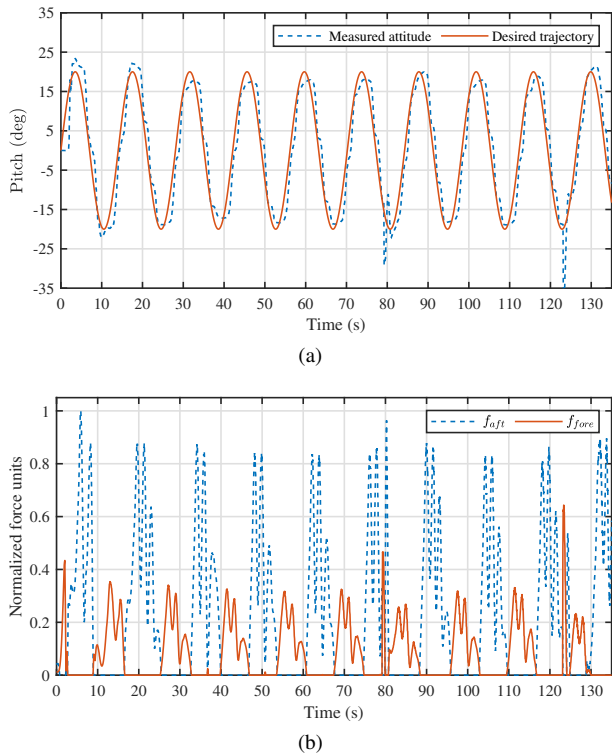 35
25
15
5
-5
-15
-25
-35
Pitch (deg)
Measured attitude Desired trajectory
0 10 20 30 40 50 60 70 80 90 100 110 120 130
Time (s)
(a)
1
0.8
0.6
0.4
0.2
0
Normalized force units
f_aft f_fore
0 10 20 30 40 50 60 70 80 90 100 110 120 130
Time (s)
(b)